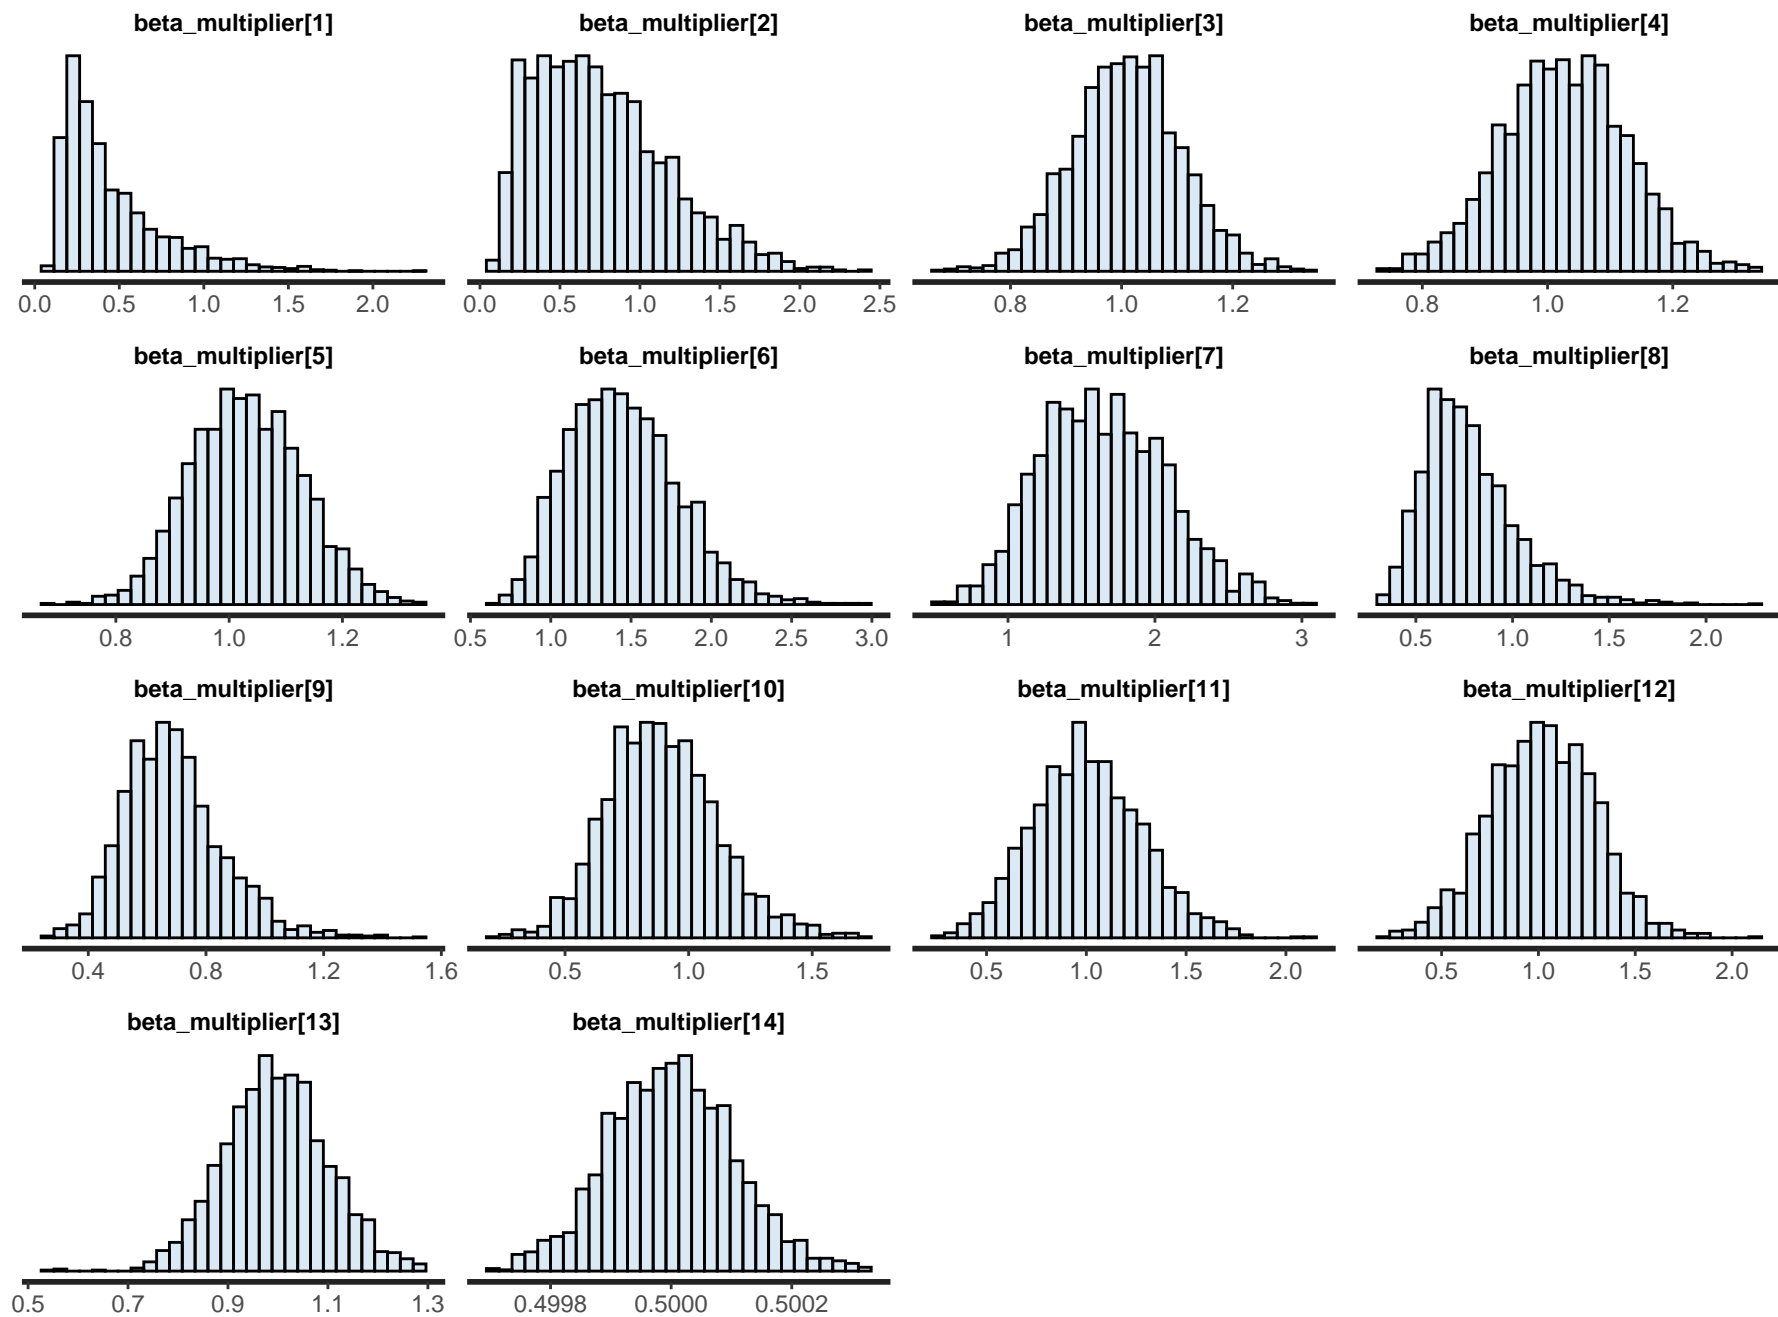 beta_multiplier[1] beta_multiplier[2] beta_multiplier[3] beta_multiplier[4]
0.0 0.5 1.0 1.5 2.0 0.0 0.5 1.0 1.5 2.0 2.5 0.8 1.0 1.2 0.8 1.0 1.2
beta_multiplier[5] beta_multiplier[6] beta_multiplier[7] beta_multiplier[8]
0.8 1.0 1.2 0.5 1.0 1.5 2.0 2.5 3.0 1 2 3 0.5 1.0 1.5 2.0
beta_multiplier[9] beta_multiplier[10] beta_multiplier[11] beta_multiplier[12]
0.4 0.8 1.2 1.6 0.5 1.0 1.5 0.5 1.0 1.5 2.0 0.5 1.0 1.5 2.0
beta_multiplier[13] beta_multiplier[14]
0.5 0.7 0.9 1.1 1.3 0.4998 0.5000 0.5002